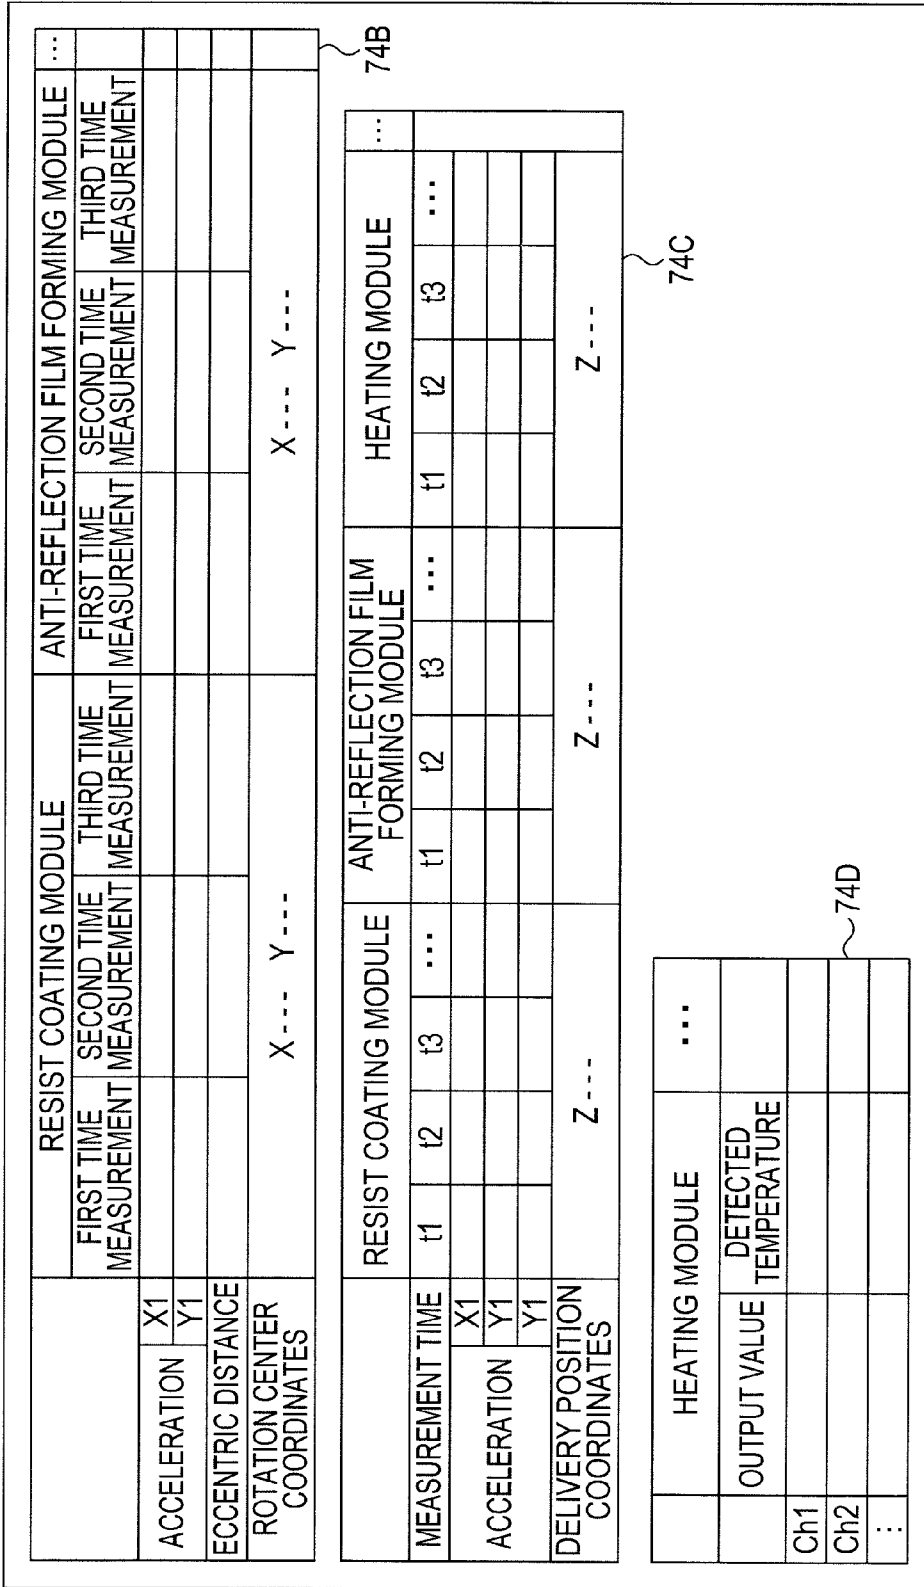 RESIST COATING MODULE ANTI-REFLECTION FILM FORMING MODULE ...
FIRST TIME MEASUREMENT SECOND TIME MEASUREMENT THIRD TIME MEASUREMENT FIRST TIME MEASUREMENT SECOND TIME MEASUREMENT THIRD TIME MEASUREMENT
ACCELERATION X1
Y1
ECCENTRIC DISTANCE
ROTATION CENTER COORDINATES X--- Y--- X--- Y---
74B
RESIST COATING MODULE ANTI-REFLECTION FILM FORMING MODULE HEATING MODULE ...
MEASUREMENT TIME t1 t2 t3 ... t1 t2 t3 ... t1 t2 t3 ...
ACCELERATION X1
Y1
Y1
DELIVERY POSITION COORDINATES Z--- Z--- Z---
74C
HEATING MODULE ...
OUTPUT VALUE DETECTED TEMPERATURE
Ch1
Ch2
⋮
74D